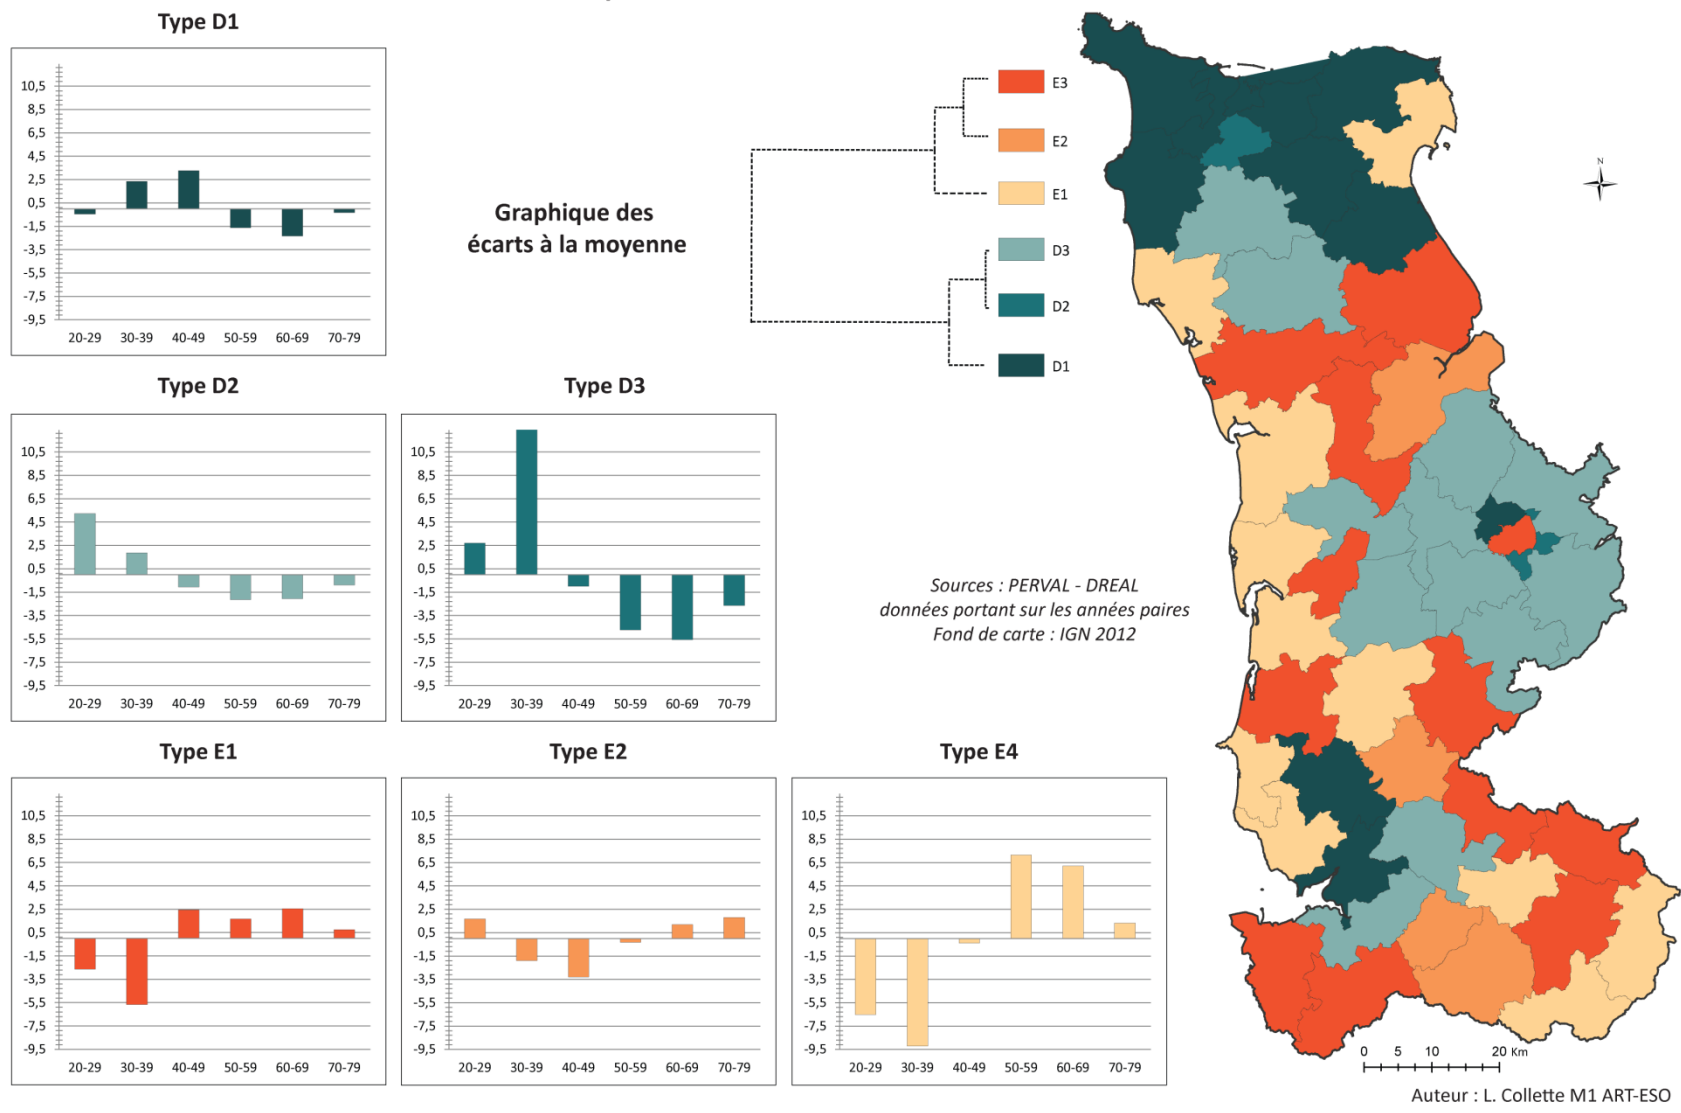 Type D1
10,5
8,5
6,5
4,5
2,5
0,5
-1,5
-3,5
-5,5
-7,5
-9,5
20-29 30-39 40-49 50-59 60-69 70-79
Graphique des
écarts à la moyenne
E3
E2
E1
D3
D2
D1
N
Type D2
10,5
8,5
6,5
4,5
2,5
0,5
-1,5
-3,5
-5,5
-7,5
-9,5
20-29 30-39 40-49 50-59 60-69 70-79
Type D3
10,5
8,5
6,5
4,5
2,5
0,5
-1,5
-3,5
-5,5
-7,5
-9,5
20-29 30-39 40-49 50-59 60-69 70-79
Sources : PERVAL - DREAL
données portant sur les années paires
Fond de carte : IGN 2012
Type E1
10,5
8,5
6,5
4,5
2,5
0,5
-1,5
-3,5
-5,5
-7,5
-9,5
20-29 30-39 40-49 50-59 60-69 70-79
Type E2
10,5
8,5
6,5
4,5
2,5
0,5
-1,5
-3,5
-5,5
-7,5
-9,5
20-29 30-39 40-49 50-59 60-69 70-79
Type E4
10,5
8,5
6,5
4,5
2,5
0,5
-1,5
-3,5
-5,5
-7,5
-9,5
20-29 30-39 40-49 50-59 60-69 70-79
0 5 10 20 Km
Auteur : L. Collette M1 ART-ESO